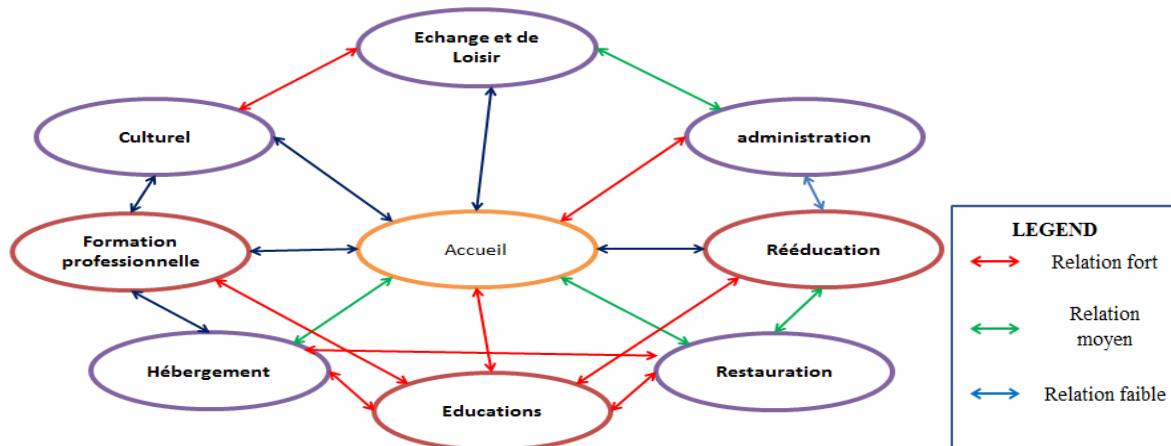 Echange et de
Loisir
Culturel
administration
Formation
professionnelle
Accueil
Rééducation
Hébergement
Educations
Restauration
LEGEND
Relation fort
Relation
moyen
Relation faible